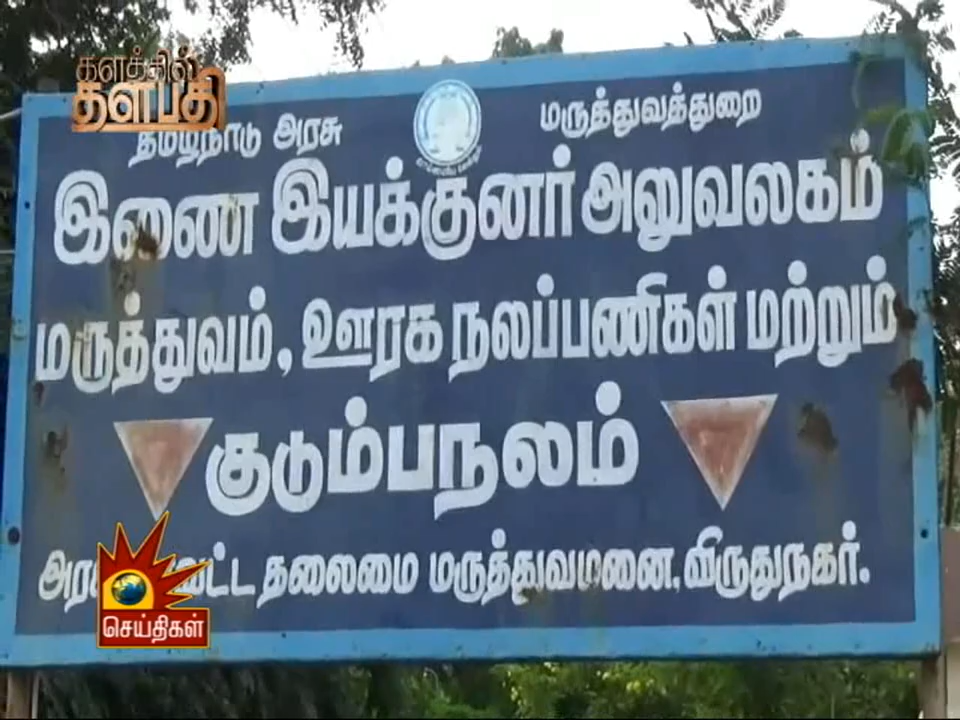 களத்தில்
தளபதி
தமிழ்நாடு அரசு
மருத்துவத்துறை
இணை இயக்குனர் அலுவலகம்
மருத்துவம், ஊரக நலப்பணிகள் மற்றும்
குடும்பநலம்
தலைமை மருத்துவமனை, விருதுநகர்.
செய்திகள்